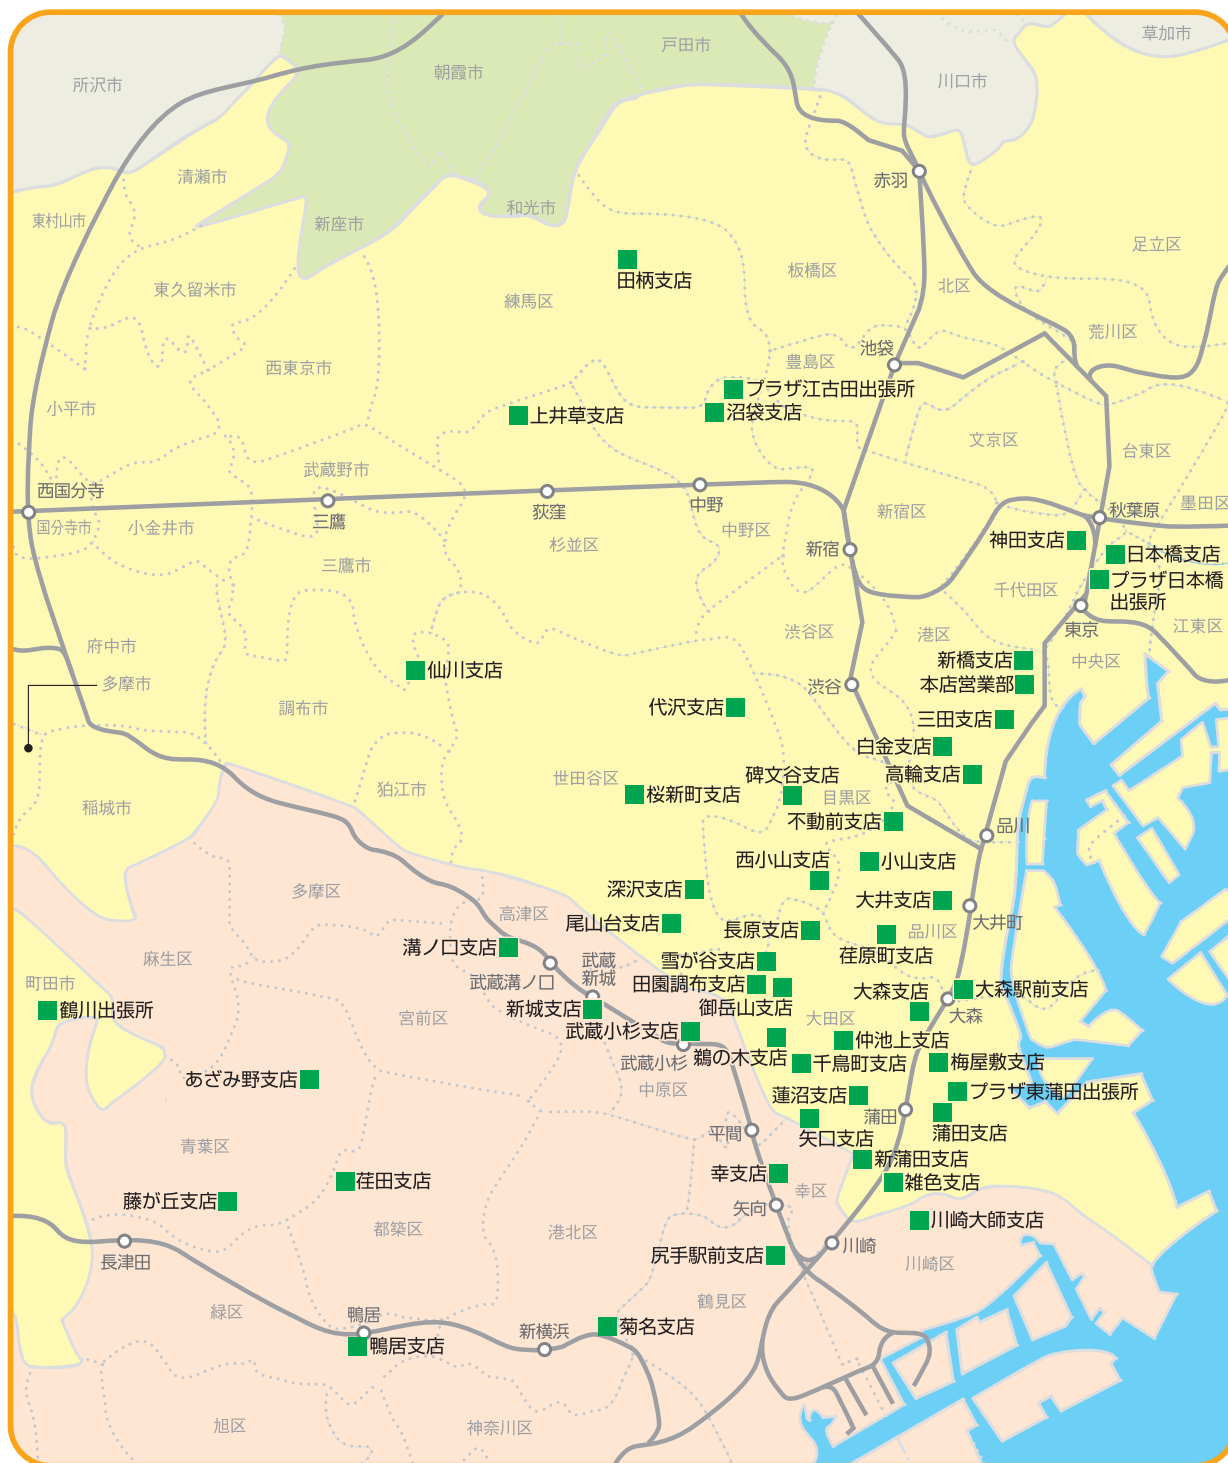 草加市
戸田市
朝霞市
川口市
所沢市
清瀬市
赤羽
和光市
東村山市
新座市
足立区
田柄支店
板橋区
東久留米市
北区
練馬区
荒川区
池袋
豊島区
西東京市
プラザ江古田出張所
小平市
上井草支店
沼袋支店
文京区
台東区
武蔵野市
西国分寺
中野
墨田区
荻窪
三鷹
新宿区
秋葉原
国分寺市
小金井市
中野区
杉並区
新宿
神田支店
日本橋支店
三鷹市
プラザ日本橋
出張所
千代田区
渋谷区
港区
東京
江東区
府中市
新橋支店
中央区
仙川支店
多摩市
渋谷
本店営業部
調布市
代沢支店
三田支店
白金支店
世田谷区
碑文谷支店
高輪支店
狛江市
桜新町支店
目黒区
稲城市
不動前支店
品川
西小山支店
小山支店
多摩区
深沢支店
大井支店
高津区
尾山台支店
長原支店
大井町
品川区
溝ノ口支店
荏原町支店
麻生区
武蔵
新城
雪が谷支店
町田市
武蔵溝ノ口
田園調布支店
大森支店
大森駅前支店
鶴川出張所
新城支店
御岳山支店
宮前区
大田区
大森
武蔵小杉支店
仲池上支店
武蔵小杉
鵜の木支店
千鳥町支店
梅屋敷支店
あざみ野支店
中原区
蓮沼支店
プラザ東蒲田出張所
蒲田
平間
矢口支店
蒲田支店
青葉区
新蒲田支店
幸支店
荏田支店
幸区
雑色支店
藤が丘支店
矢向
川崎大師支店
都築区
港北区
川崎
長津田
尻手駅前支店
川崎区
緑区
鶴見区
鴨居
新横浜
菊名支店
鴨居支店
旭区
神奈川区